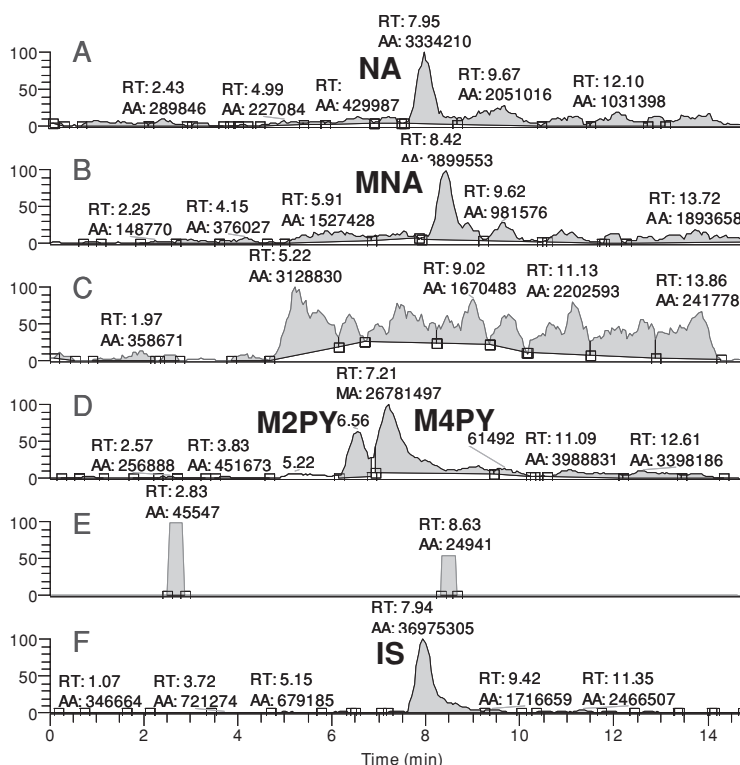 A
RT: 7.95
AA: 3334210
NA
RT: 2.43
AA: 289846
RT: 4.99
AA: 227084
RT:
AA: 429987
RT: 9.67
AA: 2051016
RT: 12.10
AA: 1031398
100
50
0
B
RT: 8.42
AA: 3899553
MNA
RT: 2.25
AA: 148770
RT: 4.15
AA: 376027
RT: 5.91
AA: 1527428
RT: 9.62
AA: 981576
RT: 13.72
AA: 1893658
100
50
0
C
RT: 5.22
AA: 3128830
RT: 1.97
AA: 358671
RT: 9.02
AA: 1670483
RT: 11.13
AA: 2202593
RT: 13.86
AA: 241778
100
50
0
D
RT: 7.21
MA: 26781497
M2PY
6.56
M4PY
RT: 2.57
AA: 256888
RT: 3.83
AA: 451673
5.22
61492
RT: 11.09
AA: 3988831
RT: 12.61
AA: 3398186
100
50
0
E
RT: 2.83
AA: 45547
RT: 8.63
AA: 24941
100
50
0
F
RT: 7.94
AA: 36975305
IS
RT: 1.07
AA: 346664
RT: 3.72
AA: 721274
RT: 5.15
AA: 679185
RT: 9.42
AA: 1716659
RT: 11.35
AA: 2466507
100
50
0
0 2 4 6 8 10 12 14
Time (min)